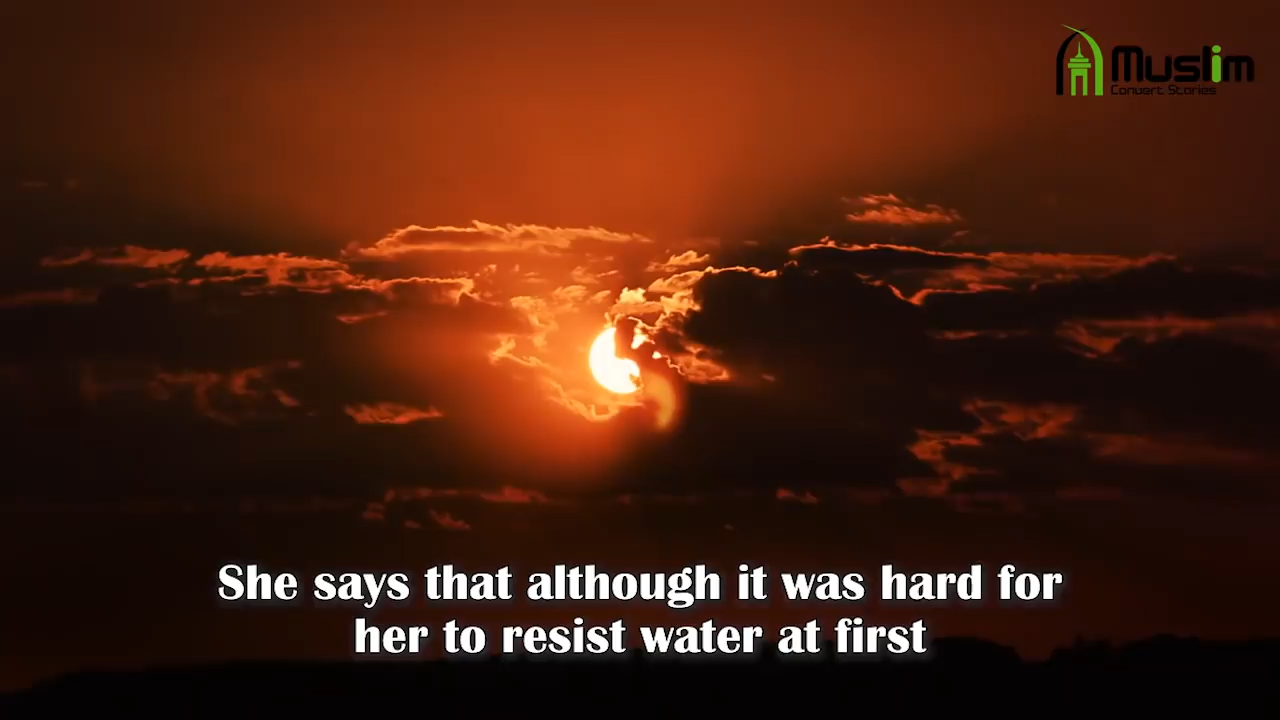 Muslim
Convert Stories
She says that although it was hard for
her to resist water at first